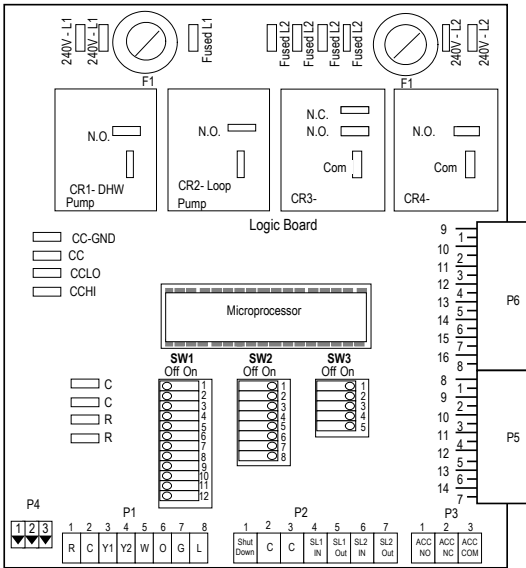 240V - L1
240V - L1
Fused L1
Fused L2
Fused L2
Fused L2
Fused L2
240V - L2
240V - L2
F1
F1
N.O.
CR1- DHW
Pump
N.O.
CR2- Loop
Pump
N.C.
N.O.
Com
CR3-
N.O.
Com
CR4-
Logic Board
CC-GND
CC
CCLO
CCHI
Microprocessor
9
1
10
2
11
3
12
4
13
5
14
6
15
7
16
8
P6
SW1
Off On
1
2
3
4
5
6
7
8
9
10
11
12
SW2
Off On
1
2
3
4
5
6
7
8
SW3
Off On
1
2
3
4
5
C
C
R
R
8
1
9
2
10
3
11
4
12
5
13
6
14
7
P5
P4
1 2 3
P1
1 2 3 4 5 6 7 8
R C Y1 Y2 W O G L
P2
1 2 3 4 5 6 7
Shut Down C C SL1 IN SL1 Out SL2 IN SL2 Out
P3
1 2 3
ACC NO ACC NC ACC COM